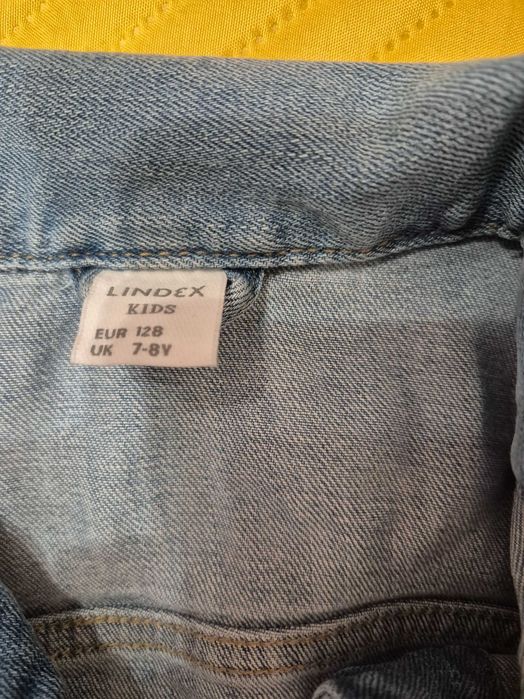 LINDEX
KIDS
EUR 128
UK 7-8Y